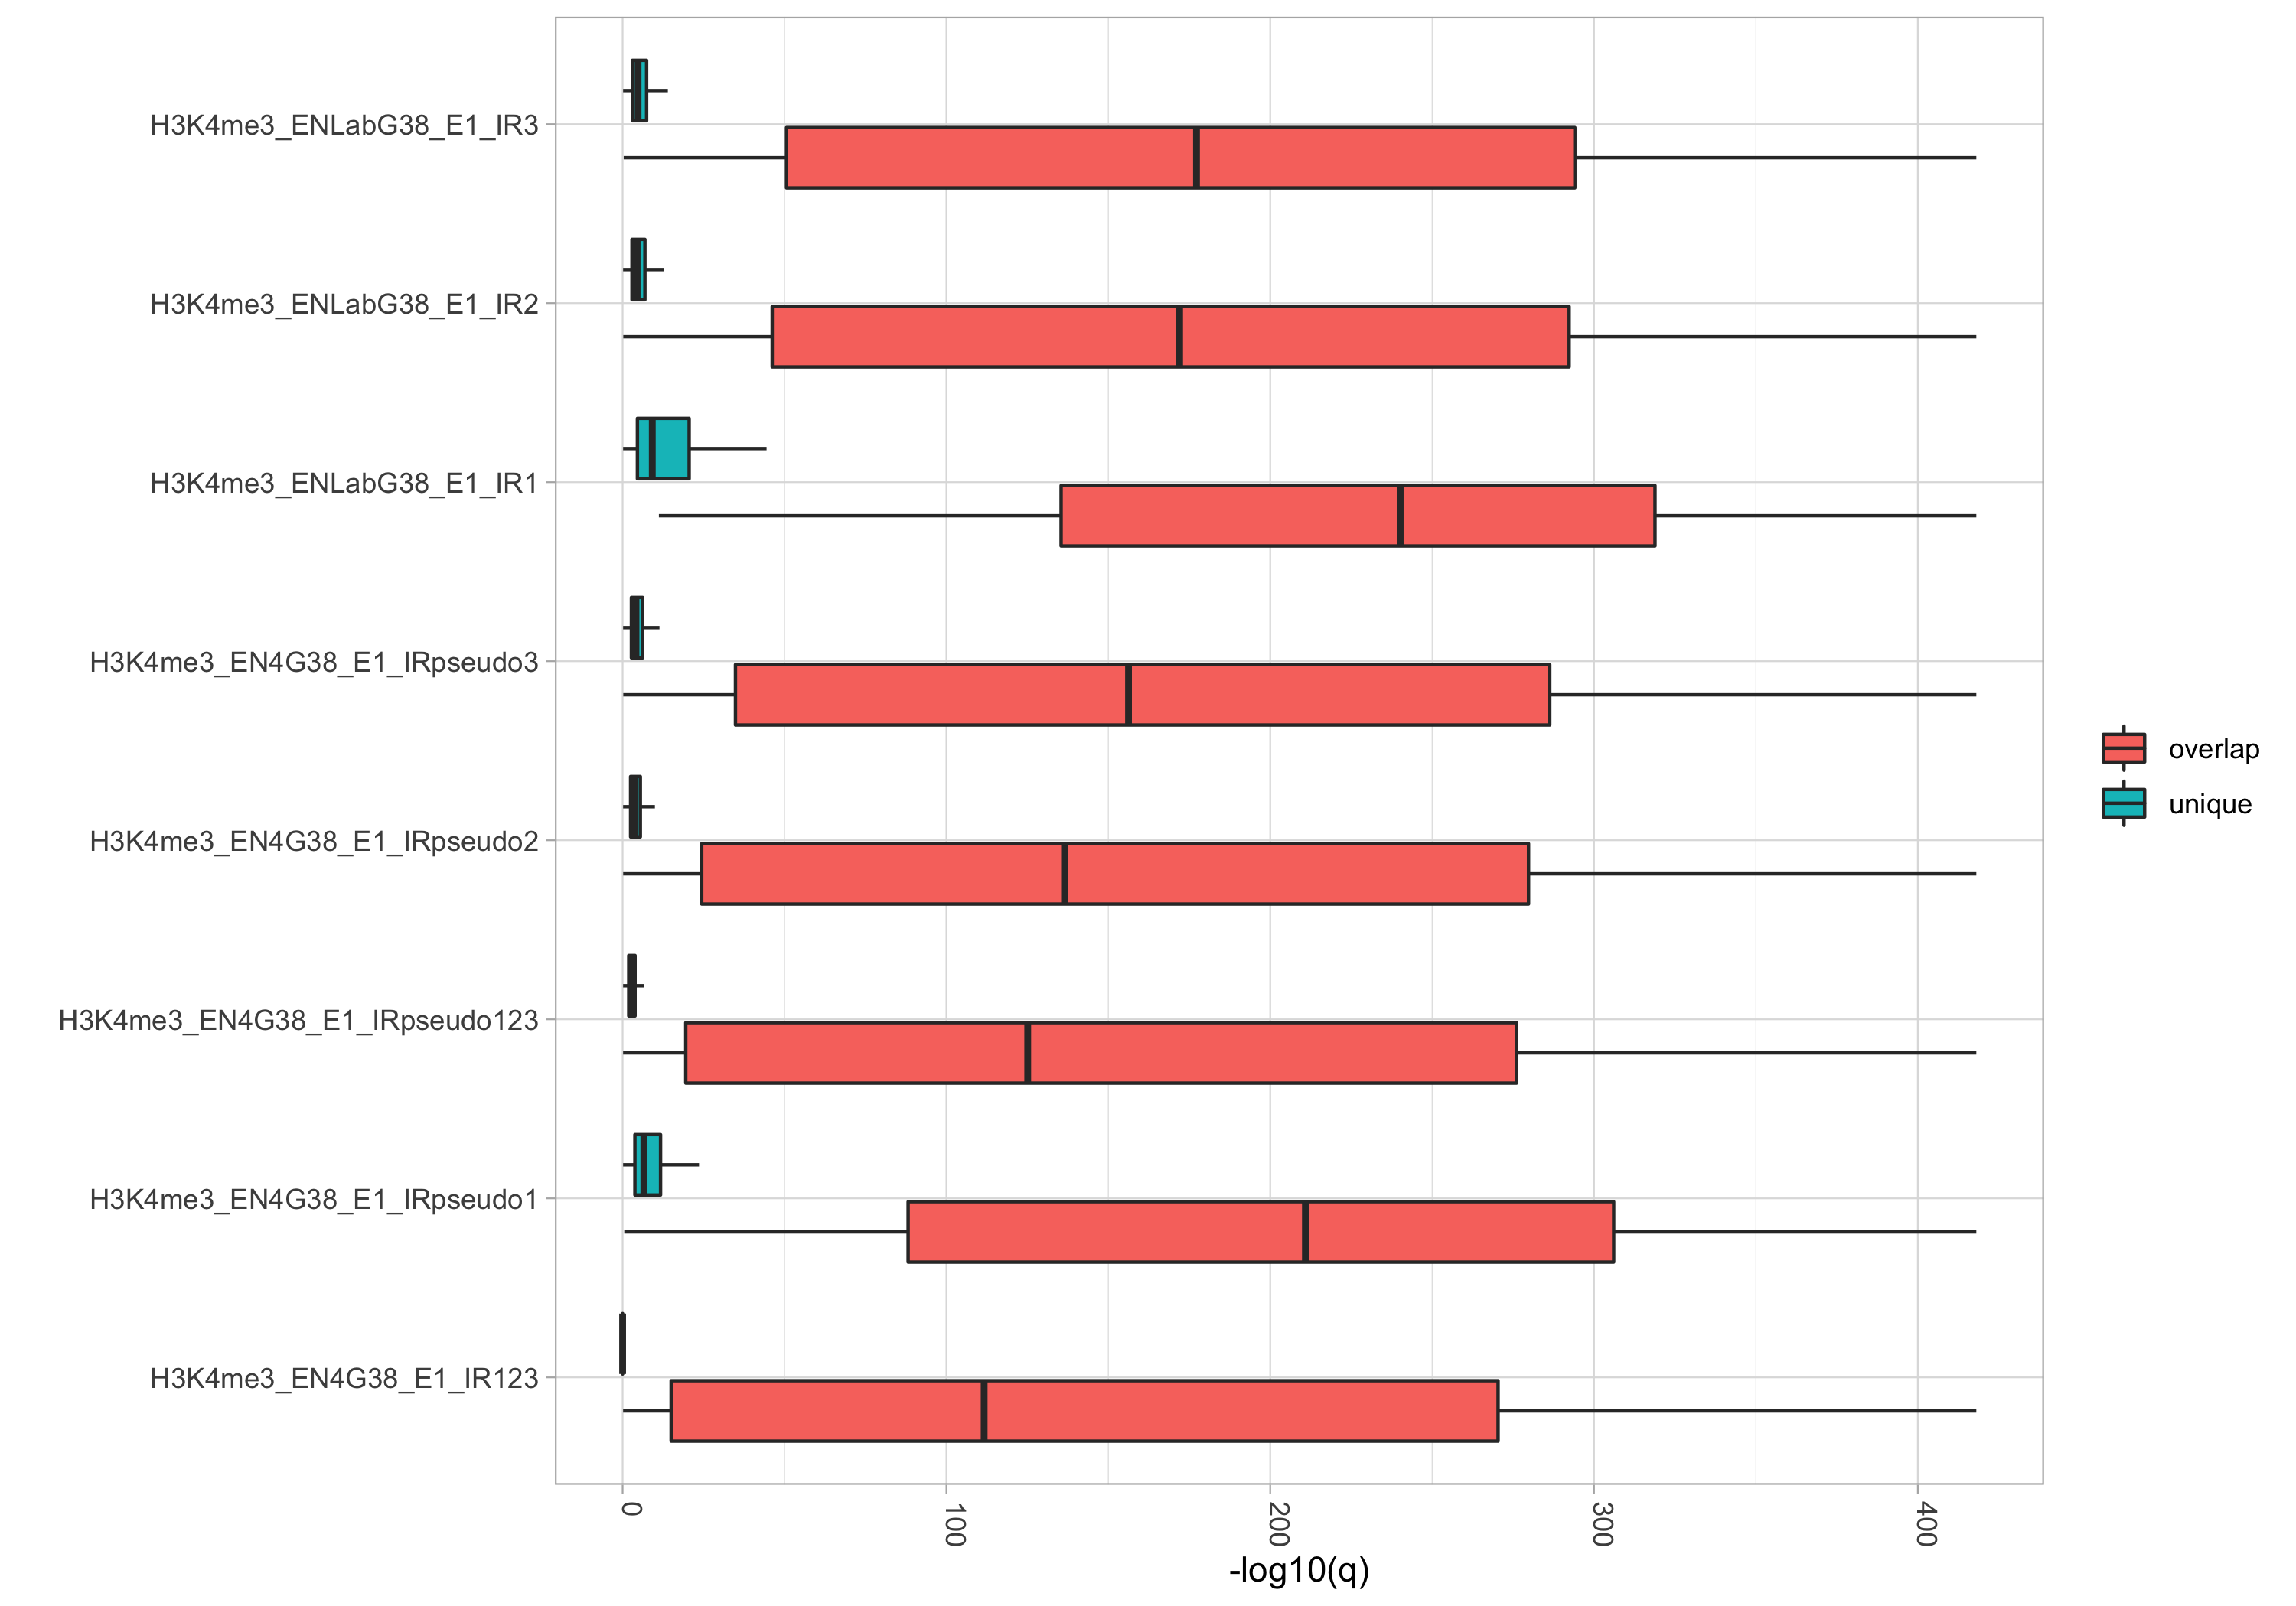 H3K4me3_ENLabG38_E1_IR3
H3K4me3_ENLabG38_E1_IR2
H3K4me3_ENLabG38_E1_IR1
H3K4me3_EN4G38_E1_IRpseudo3
H3K4me3_EN4G38_E1_IRpseudo2
H3K4me3_EN4G38_E1_IRpseudo123
H3K4me3_EN4G38_E1_IRpseudo1
H3K4me3_EN4G38_E1_IR123
0
100
200
300
400
-log10(q)
overlap
unique